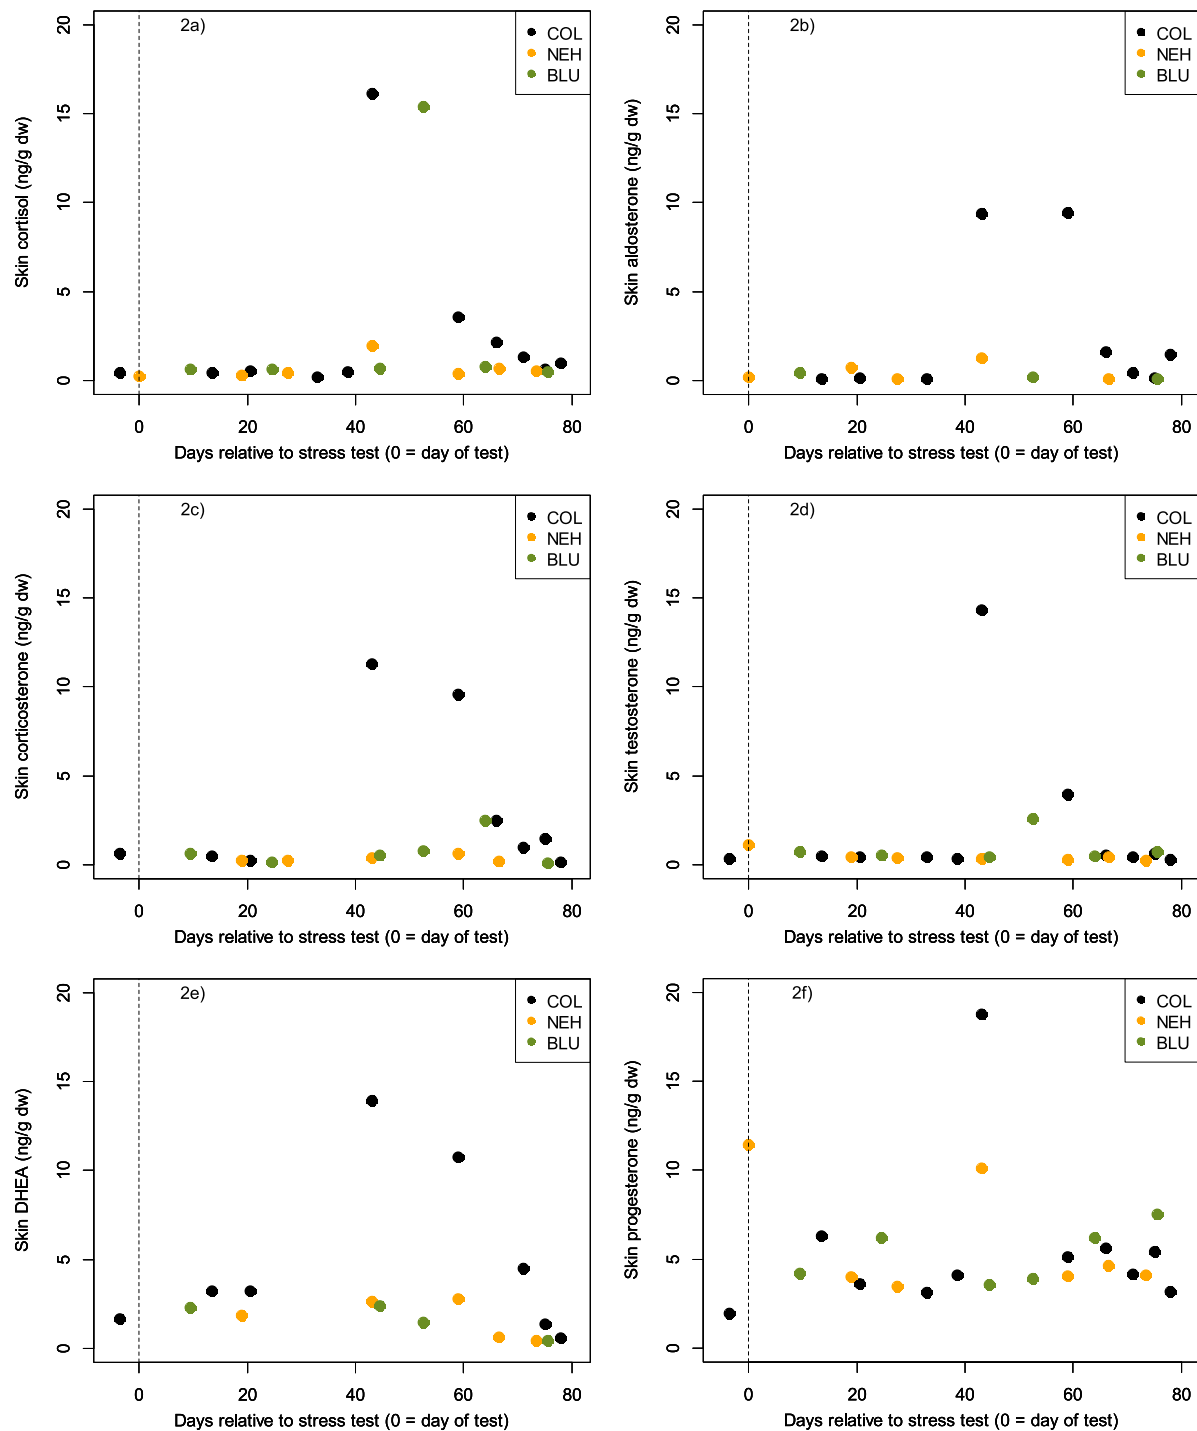 2a)
COL
NEH
BLU
Skin cortisol (ng/g dw)
20
15
10
5
0
0 20 40 60 80
Days relative to stress test (0 = day of test)
2b)
COL
NEH
BLU
Skin aldosterone (ng/g dw)
20
15
10
5
0
0 20 40 60 80
Days relative to stress test (0 = day of test)
2c)
COL
NEH
BLU
Skin corticosterone (ng/g dw)
20
15
10
5
0
0 20 40 60 80
Days relative to stress test (0 = day of test)
2d)
COL
NEH
BLU
Skin testosterone (ng/g dw)
20
15
10
5
0
0 20 40 60 80
Days relative to stress test (0 = day of test)
2e)
COL
NEH
BLU
Skin DHEA (ng/g dw)
20
15
10
5
0
0 20 40 60 80
Days relative to stress test (0 = day of test)
2f)
COL
NEH
BLU
Skin progesterone (ng/g dw)
20
15
10
5
0
0 20 40 60 80
Days relative to stress test (0 = day of test)